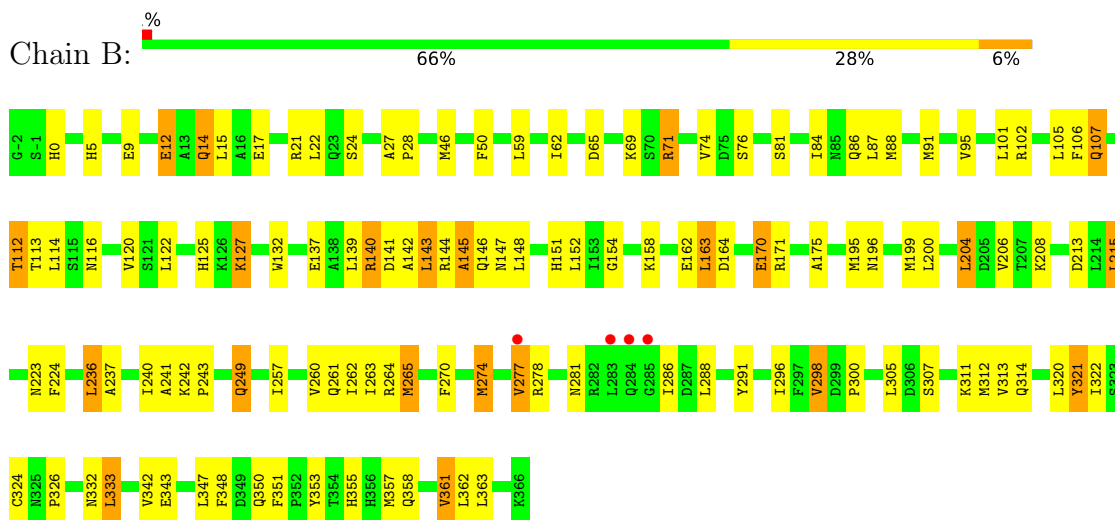 %
Chain B:
66% 28% 6%
G-2 S-1 H0 H5 E9 E12 A13 Q14 L15 A16 E17 R21 L22 Q23 S24 A27 P28 M46 F50 L59 I62 D65 K69 S70 R71 V74 D75 S76 S81 I84 N85 Q86 L87 M88 M91 V95 L101 R102 L105 F106 Q107
T112 T113 L114 S115 N116 V120 S121 L122 H125 K126 K127 W132 E137 A138 L139 R140 D141 A142 L143 R144 A145 Q146 N147 L148 H151 L152 I153 G154 K158 E162 L163 D164 E170 R171 A175 M195 N196 M199 L200 L204 D205 V206 T207 K208 D213 L214 L215
N223 F224 L236 A237 I240 A241 K242 P243 Q249 I257 V260 Q261 I262 I263 R264 M265 F270 M274 V277 R278 N281 R282 L283 Q284 G285 I286 D287 L288 Y291 I296 F297 V298 D299 P300 L305 D306 S307 K311 M312 V313 Q314 L320 Y321 I322 S323
C324 N325 P326 N332 L333 V342 E343 L347 F348 D349 Q350 F351 P352 Y353 T354 H355 H356 M357 Q358 V361 L362 L363 K366